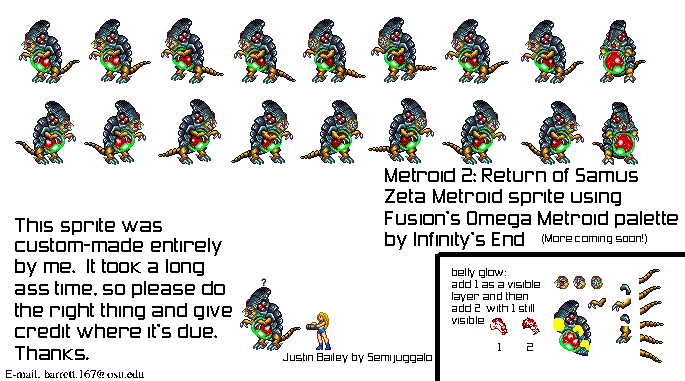 Metroid 2: Return of Samus
Zeta Metroid sprite using
Fusion's Omega Metroid palette
by Infinity's End (More coming soon!)
This sprite was
custom-made entirely
by me. It took a long
ass time, so please do
the right thing and give
credit where it's due.
Thanks.
E-mail. barrett.167@osu.edu
?
Justin Bailey by Semijuggalo
belly glow:
add 1 as a visible
layer and then
add 2 with 1 still
visible
1 2